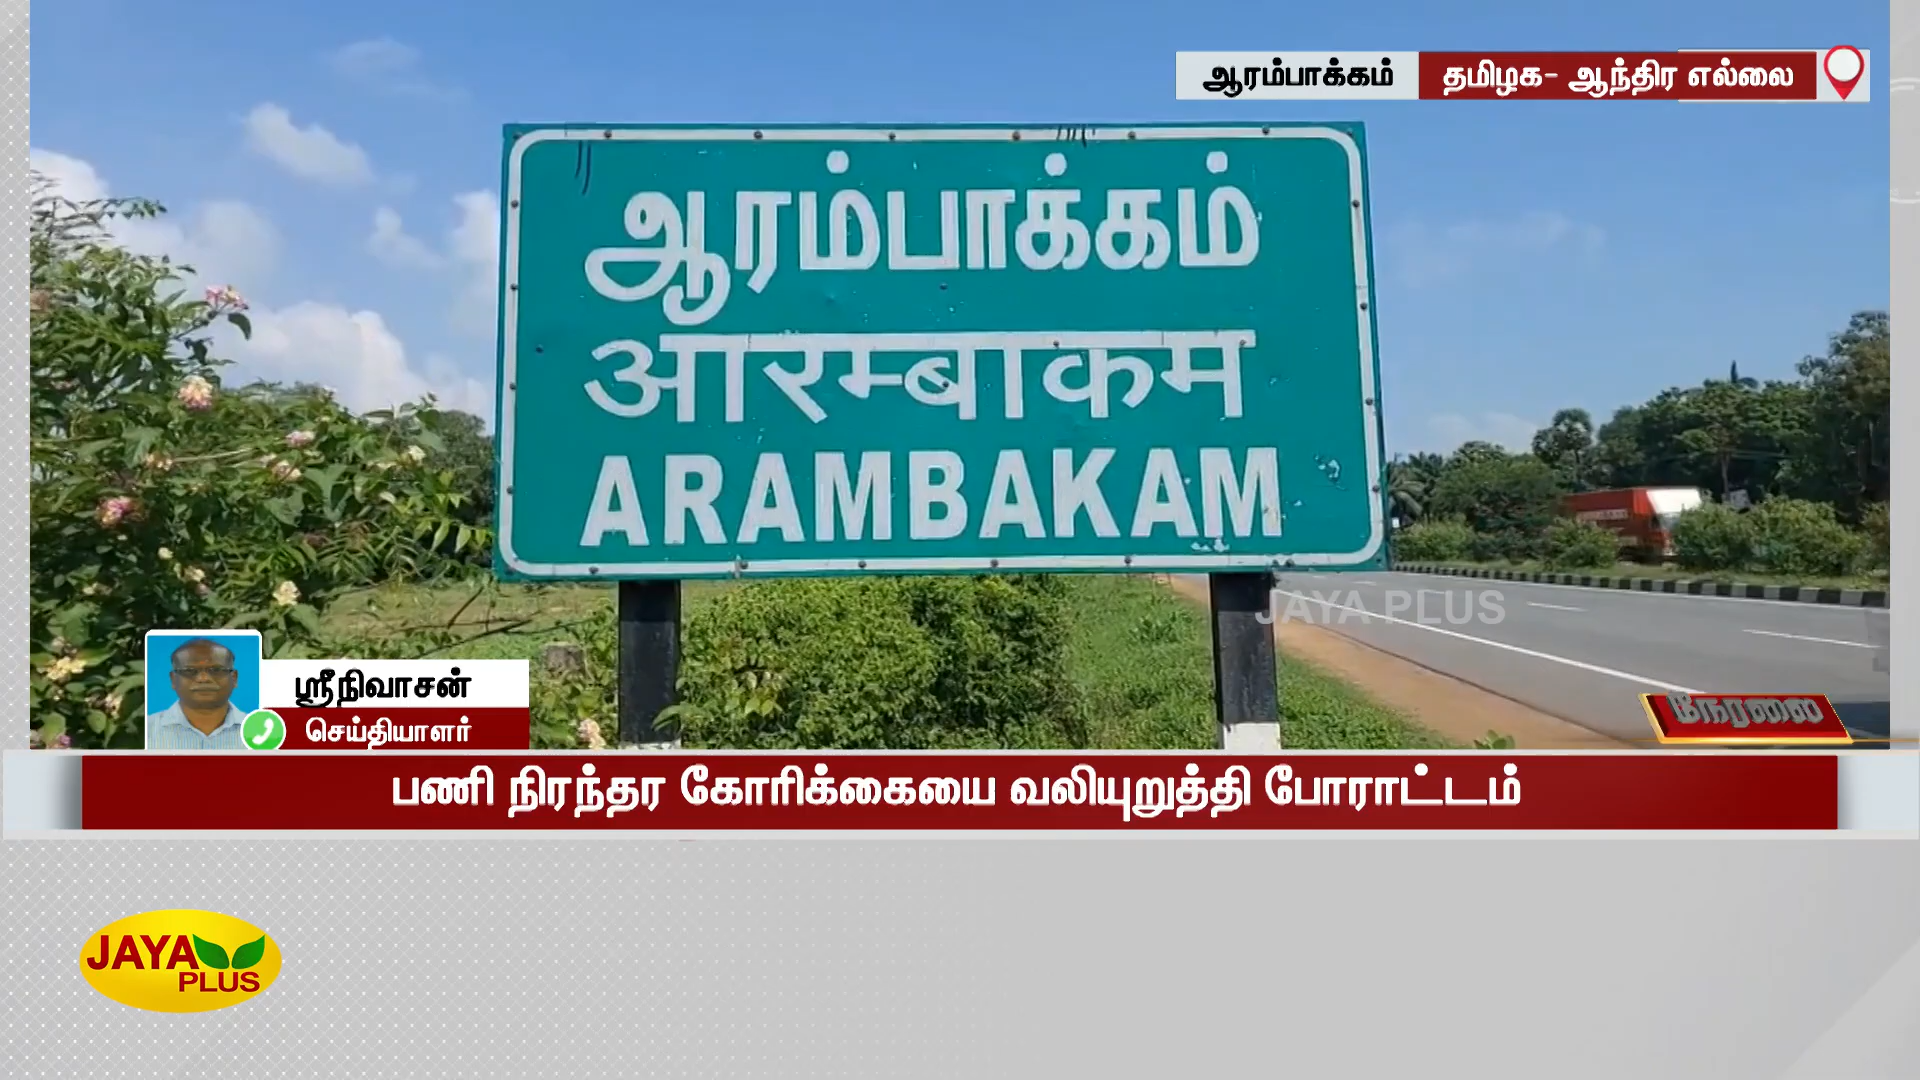 ஆரம்பாக்கம்
தமிழக- ஆந்திர எல்லை
ஆரம்பாக்கம்
आरम्बाकम
ARAMBAKAM
JAYA PLUS
ஸ்ரீநிவாசன்
செய்தியாளர்
நேரலை
பணி நிரந்தர கோரிக்கையை வலியுறுத்தி போராட்டம்
JAYA
PLUS